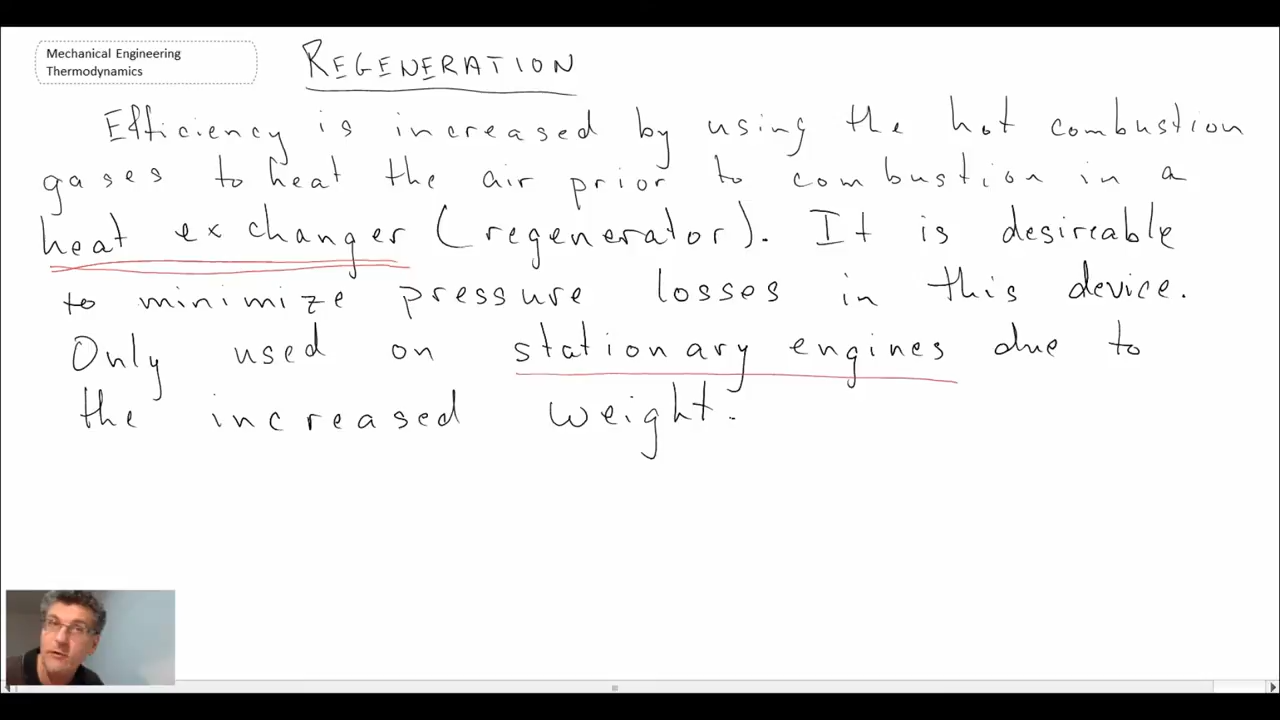 Mechanical Engineering
Thermodynamics
REGENERATION
Efficiency is increased by using the hot combustion
gases to heat the air prior to combustion in a
heat exchanger (regenerator). It is desireable
to minimize pressure losses in this device.
Only used on stationary engines due to
the increased weight.